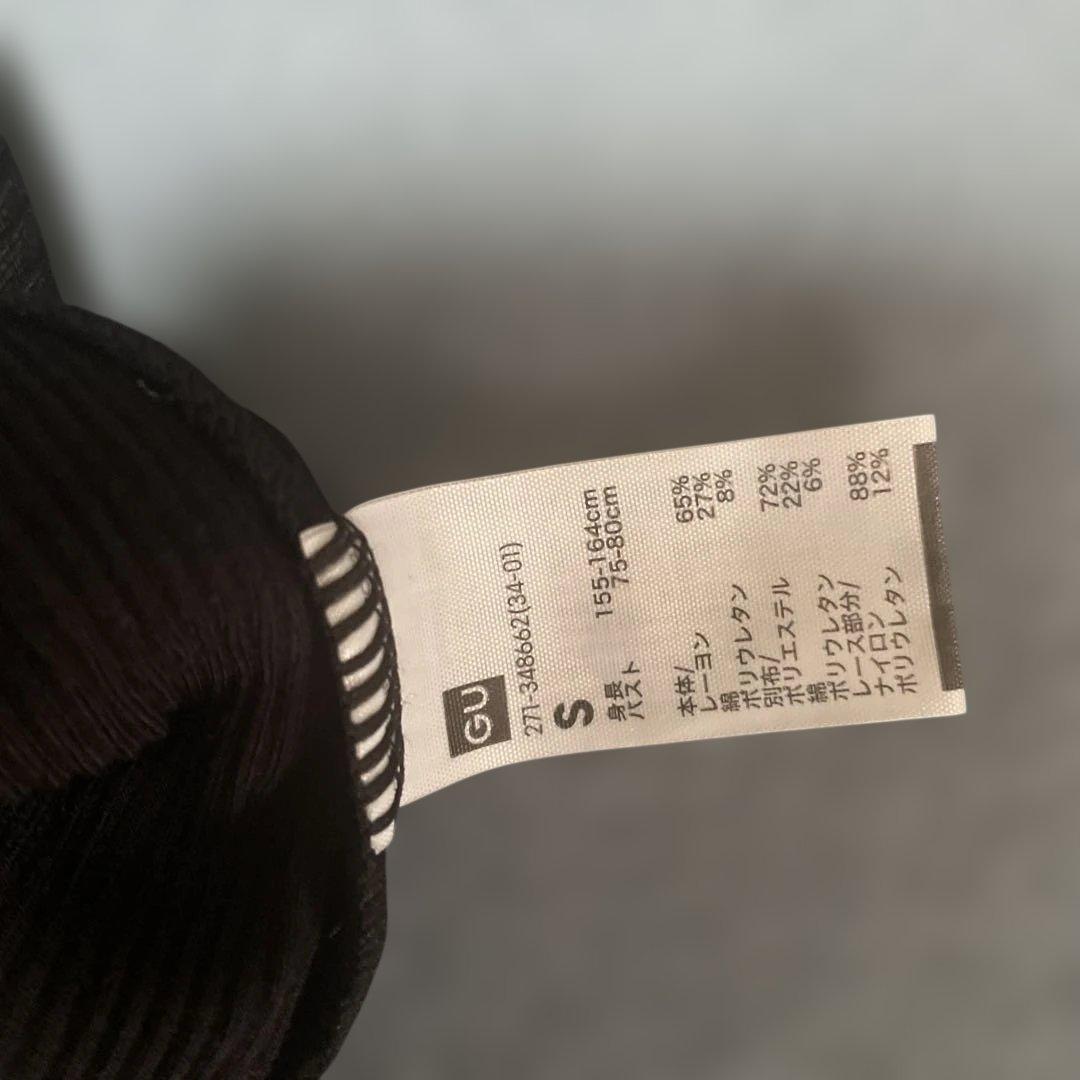 GU
271-348662(34-01)
S
身長 155-164cm
バスト 75-80cm
本体/
レーヨン 65%
綿 27%
ポリウレタン 8%
別布/
ポリエステル 72%
綿 22%
ポリウレタン 6%
レース部分/
ナイロン 88%
ポリウレタン 12%